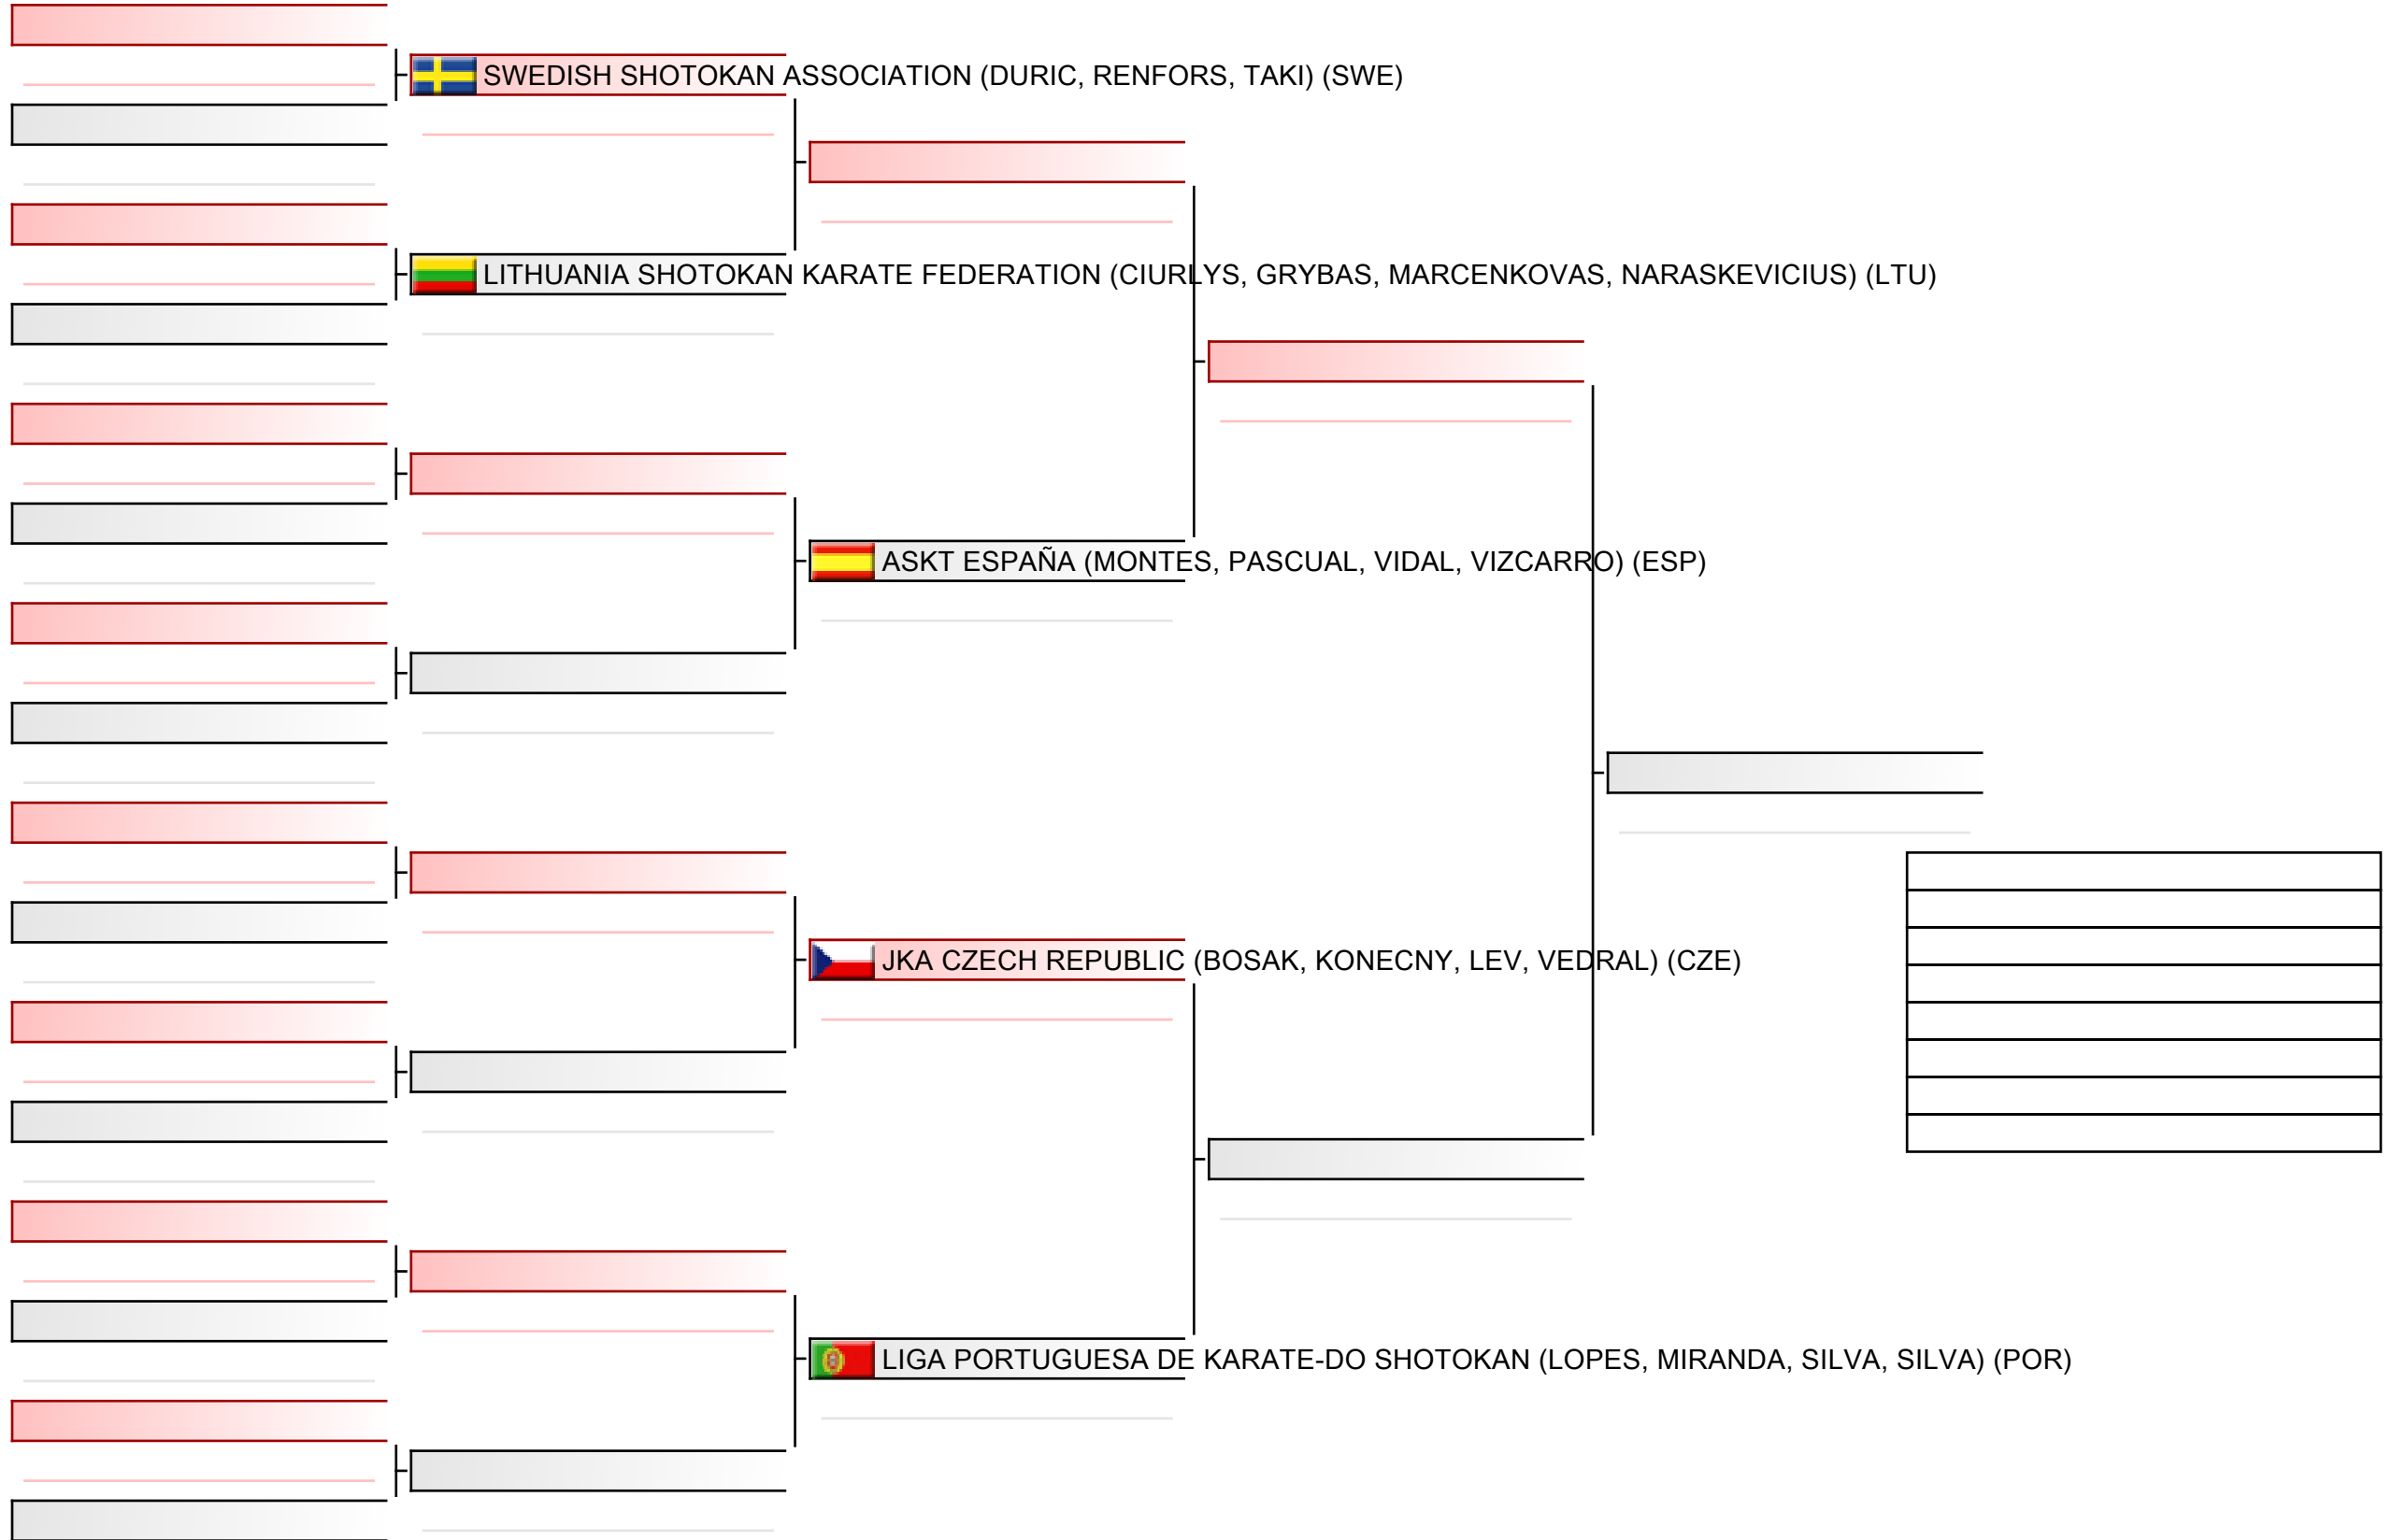 SWEDISH SHOTOKAN ASSOCIATION (DURIC, RENFORS, TAKI) (SWE)
LITHUANIA SHOTOKAN KARATE FEDERATION (CIURLYS, GRYBAS, MARCENKOVAS, NARASKEVICIUS) (LTU)
ASKT ESPAÑA (MONTES, PASCUAL, VIDAL, VIZCARRO) (ESP)
JKA CZECH REPUBLIC (BOSAK, KONECNY, LEV, VEDRAL) (CZE)
LIGA PORTUGUESA DE KARATE-DO SHOTOKAN (LOPES, MIRANDA, SILVA, SILVA) (POR)